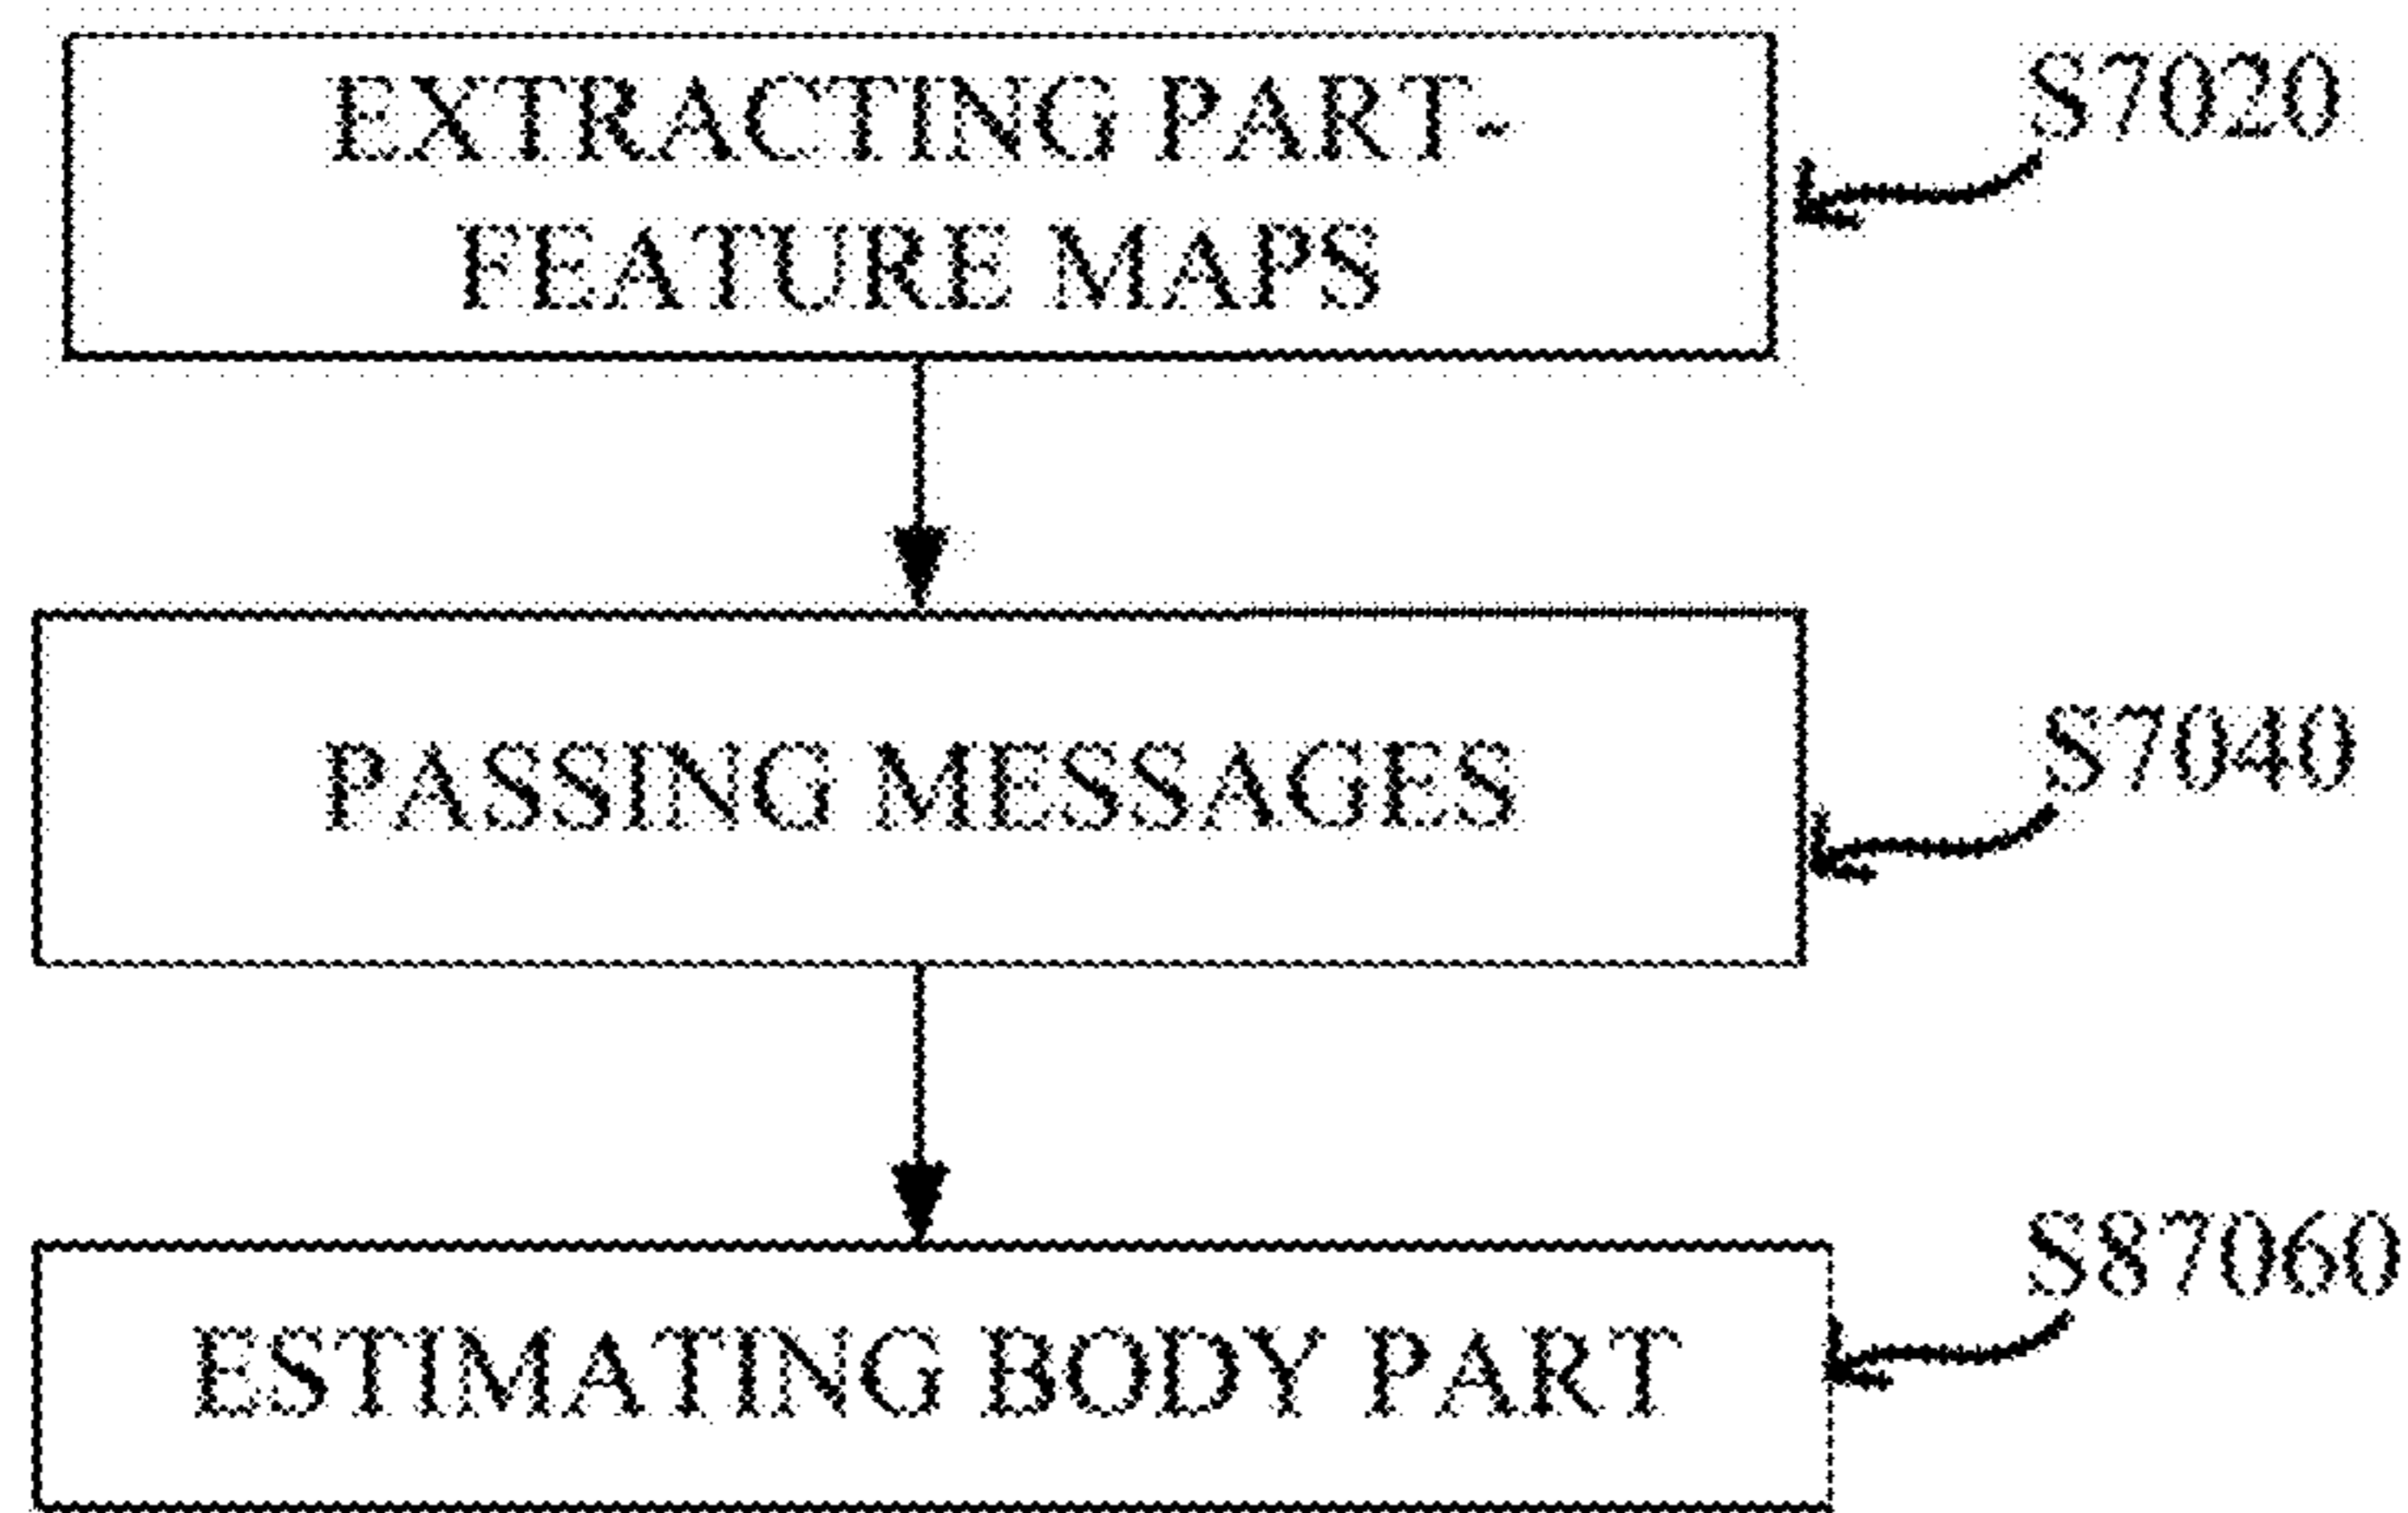 EXTRACTING PART-
FEATURE MAPS
S7020
PASSING MESSAGES
S7040
ESTIMATING BODY PART
S87060